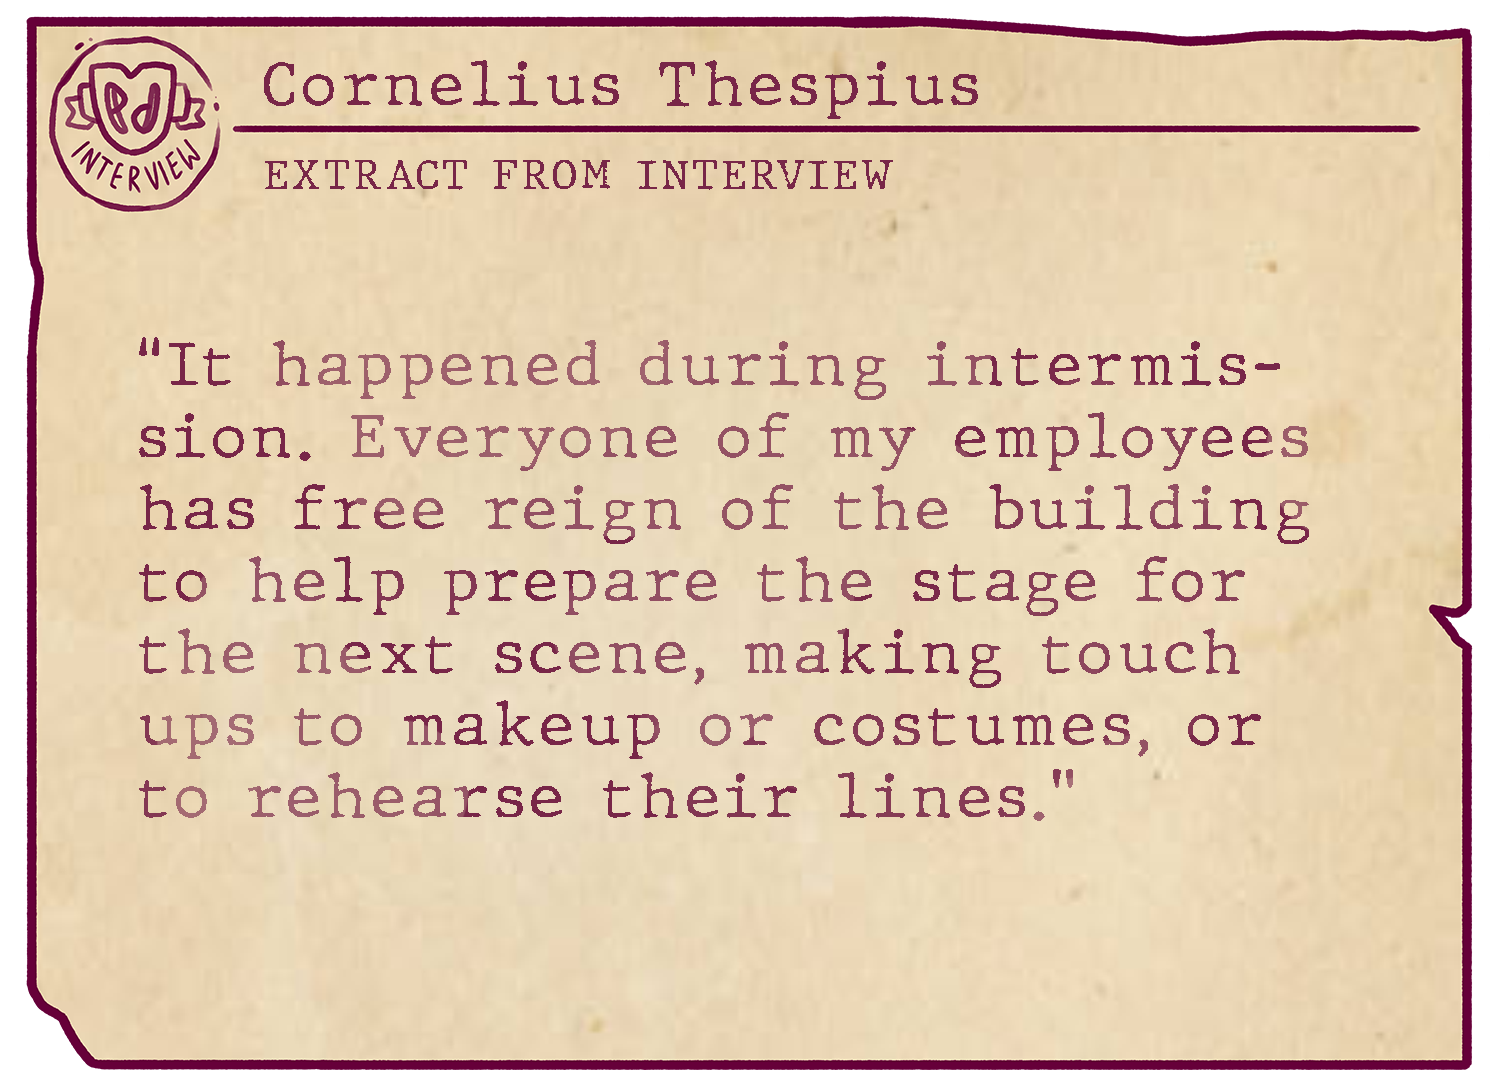 Cornelius Thespius
Pd
INTERVIEW
EXTRACT FROM INTERVIEW
"It happened during intermis-
sion. Everyone of my employees
has free reign of the building
to help prepare the stage for
the next scene, making touch
ups to makeup or costumes, or
to rehearse their lines."